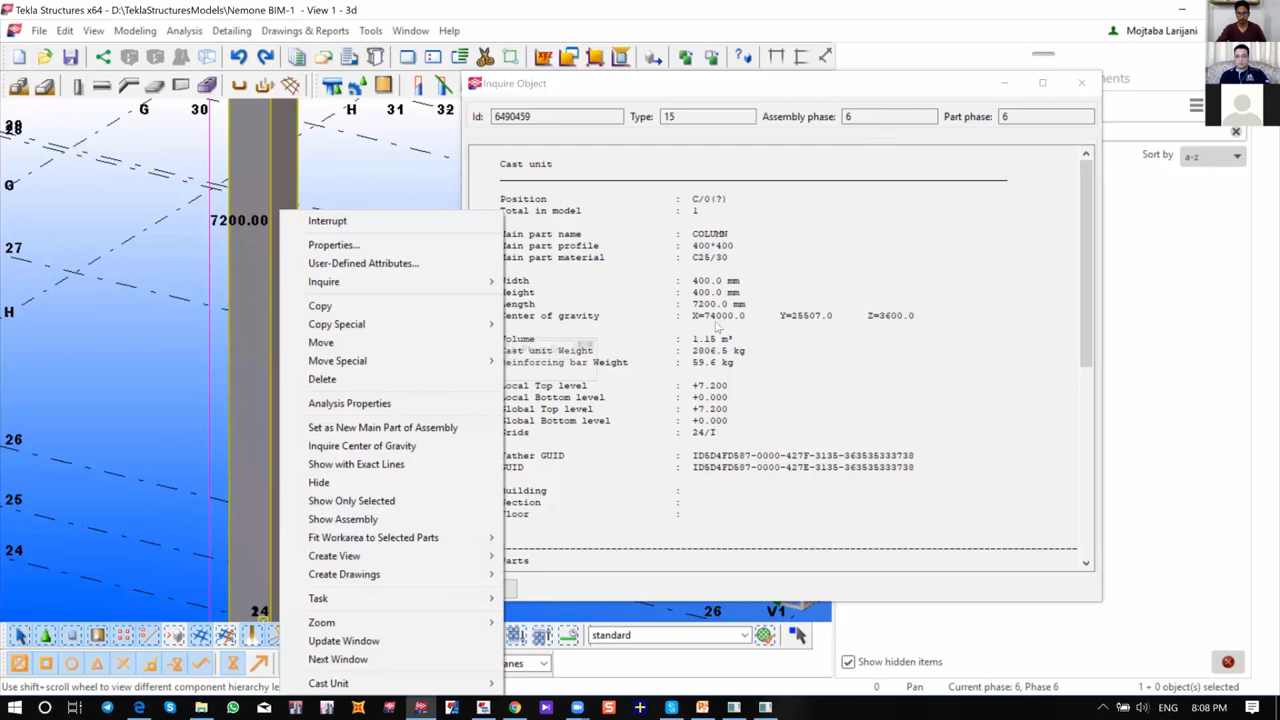 Tekla Structures x64 - D:\TeklaStructuresModels\Nemone BIM-1 - View 1 - 3d
File Edit View Modeling Analysis Detailing Drawings & Reports Tools Window Help
Mojtaba Larijani
G 30 H 31 32
G
27
H
26
25
24
7200.00
24
26 V1
Inquire Object
Id: 6490459 Type: 15 Assembly phase: 6 Part phase: 6
Cast unit
Position : C/0(?)
Total in model : 1
Main part name : COLUMN
Main part profile : 400*400
Main part material : C25/30
Width : 400.0 mm
Height : 400.0 mm
Length : 7200.0 mm
Center of gravity : X=74000.0 Y=25507.0 Z=3600.0
Volume : 1.15 m³
Cast unit Weight : 2806.5 kg
Reinforcing bar Weight : 59.6 kg
Local Top level : +7.200
Local Bottom level : +0.000
Global Top level : +7.200
Global Bottom level : +0.000
Grids : 24/I
Father GUID : ID5D4FD587-0000-427F-3135-363535333738
GUID : ID5D4FD587-0000-427E-3135-363535333738
Building :
Section :
Floor :
Parts
Interrupt
Properties...
User-Defined Attributes...
Inquire
Copy
Copy Special
Move
Move Special
Delete
Analysis Properties
Set as New Main Part of Assembly
Inquire Center of Gravity
Show with Exact Lines
Hide
Show Only Selected
Show Assembly
Fit Workarea to Selected Parts
Create View
Create Drawings
Task
Zoom
Update Window
Next Window
Cast Unit
Sort by a-z
standard
anes
Show hidden items
Use shift+scroll wheel to view different component hierarchy le
0 Pan Current phase: 6, Phase 6 1 + 0 object(s) selected
ENG 8:08 PM